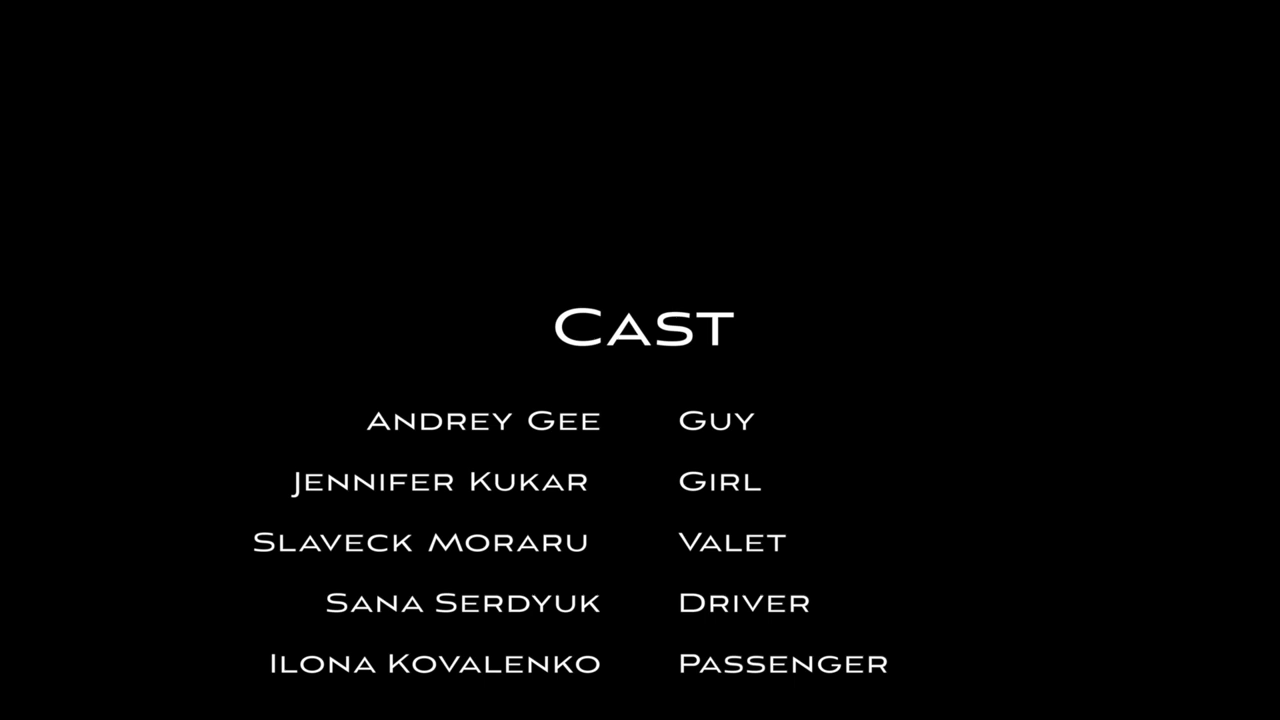 Cast
Andrey Gee Guy
Jennifer Kukar Girl
Slaveck Moraru Valet
Sana Serdyuk Driver
Ilona Kovalenko Passenger